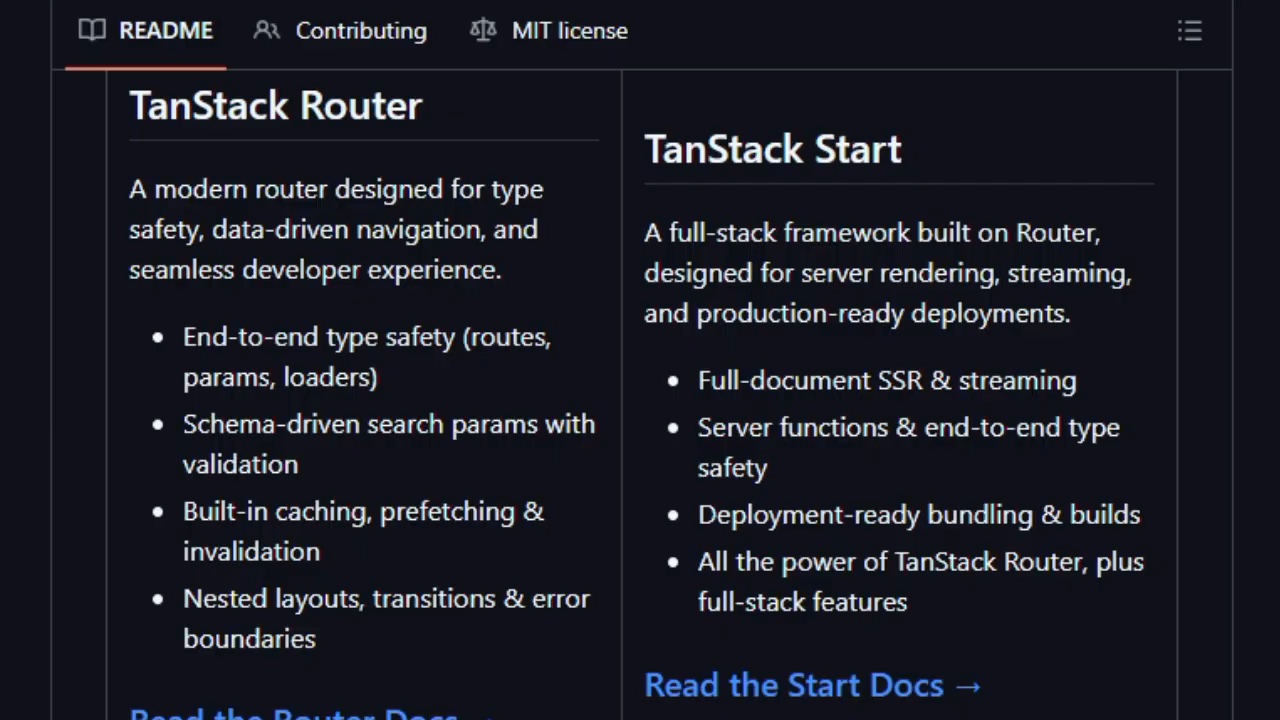 README
Contributing
MIT license
TanStack Router
A modern router designed for type
safety, data-driven navigation, and
seamless developer experience.
• End-to-end type safety (routes,
params, loaders)
• Schema-driven search params with
validation
• Built-in caching, prefetching &
invalidation
• Nested layouts, transitions & error
boundaries
Read the Router Docs →
TanStack Start
A full-stack framework built on Router,
designed for server rendering, streaming,
and production-ready deployments.
• Full-document SSR & streaming
• Server functions & end-to-end type
safety
• Deployment-ready bundling & builds
• All the power of TanStack Router, plus
full-stack features
Read the Start Docs →